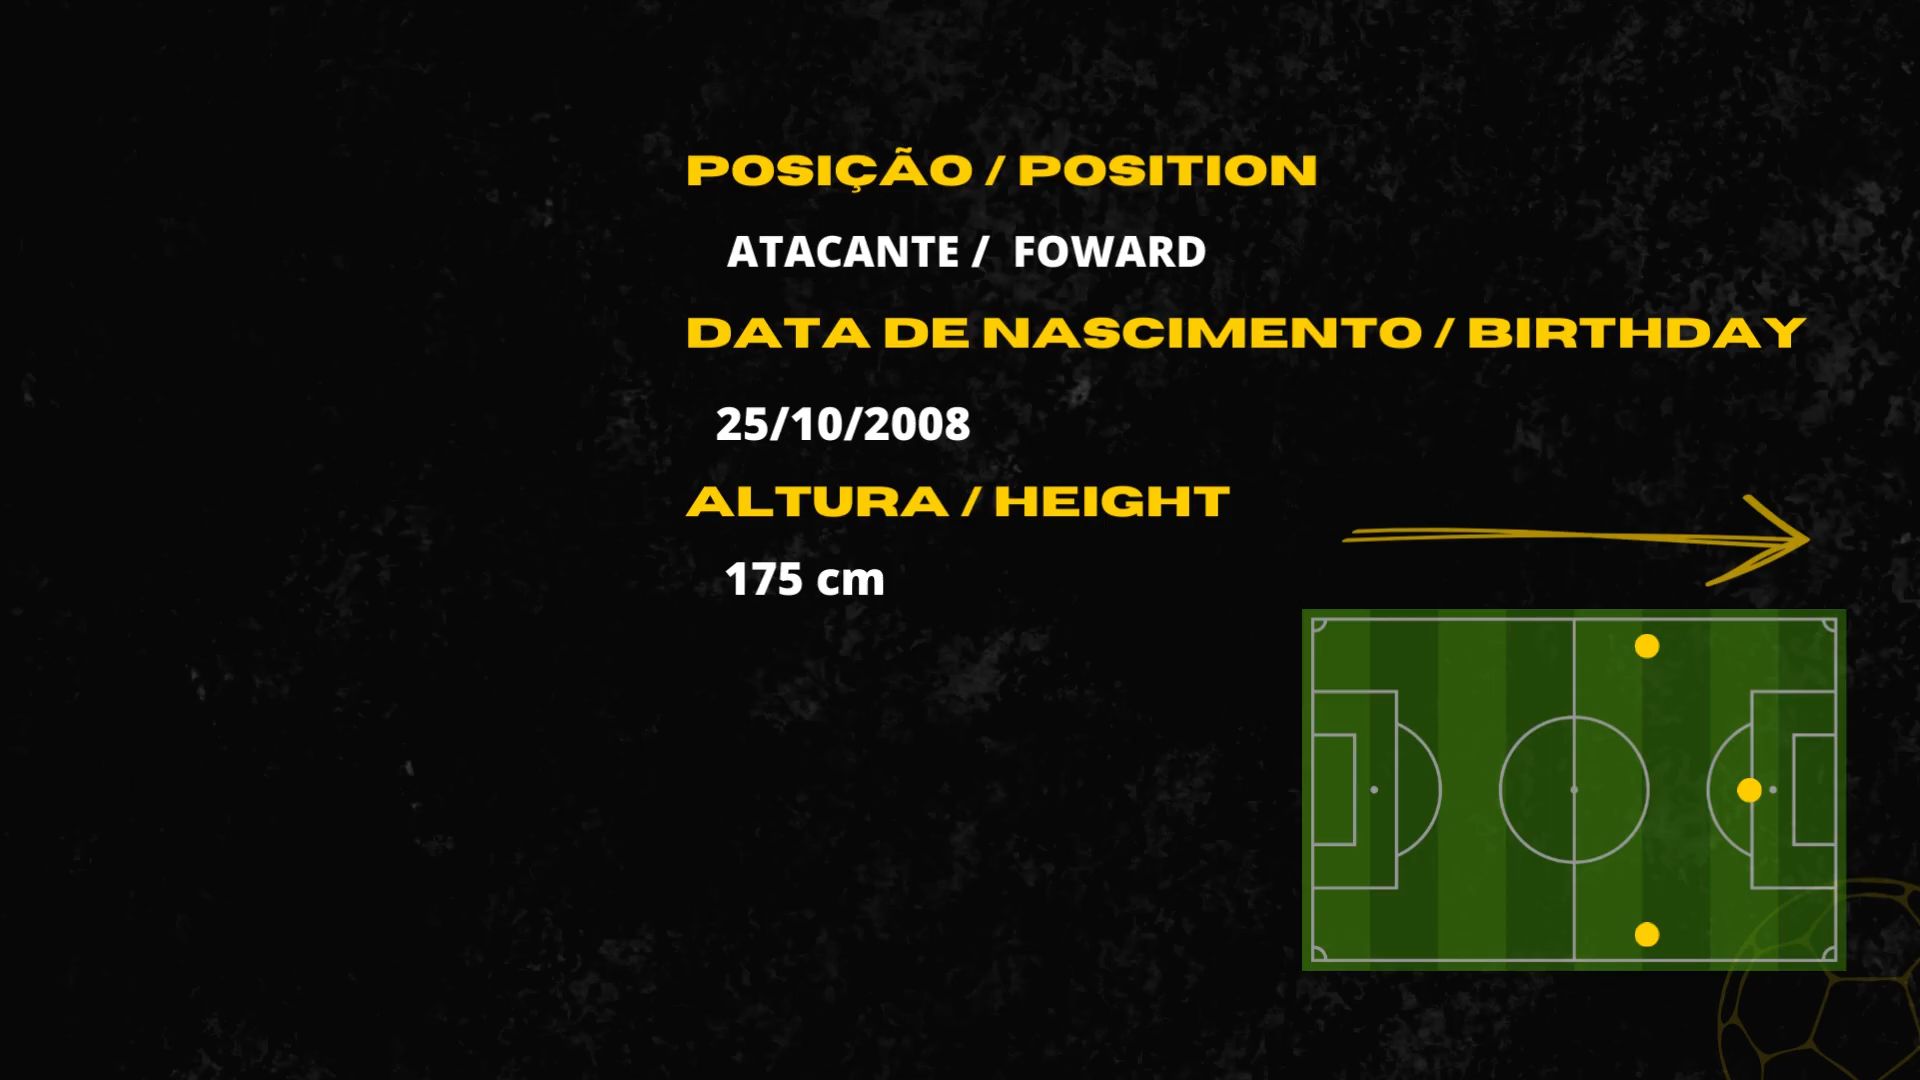 POSIÇÃO / POSITION
ATACANTE / FOWARD
DATA DE NASCIMENTO / BIRTHDAY
25/10/2008
ALTURA / HEIGHT
175 cm